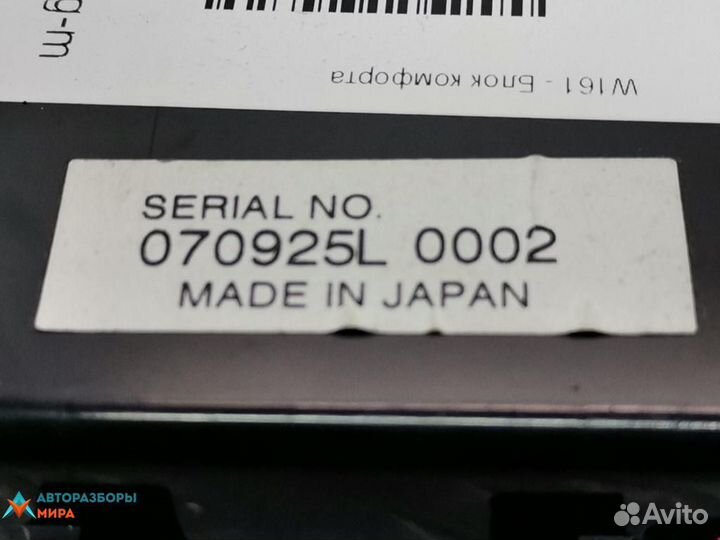 g-m
W161 - Блок комфорта
SERIAL NO.
070925L 0002
MADE IN JAPAN
АВТОРАЗБОРЫ
МИРА
Avito